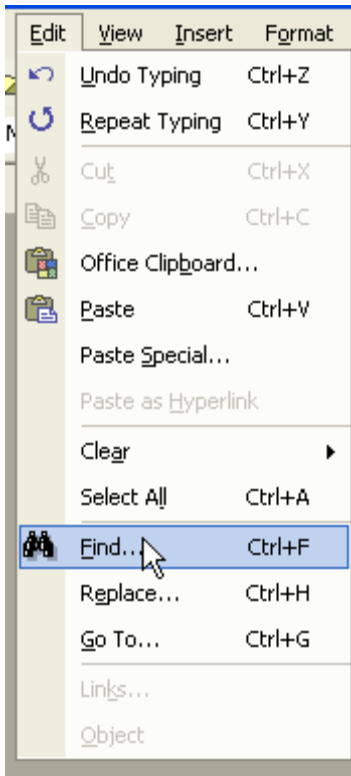 Edit View Insert Format
Undo Typing Ctrl+Z
Repeat Typing Ctrl+Y
Cut Ctrl+X
Copy Ctrl+C
Office Clipboard...
Paste Ctrl+V
Paste Special...
Paste as Hyperlink
Clear
Select All Ctrl+A
Find... Ctrl+F
Replace... Ctrl+H
Go To... Ctrl+G
Links...
Object